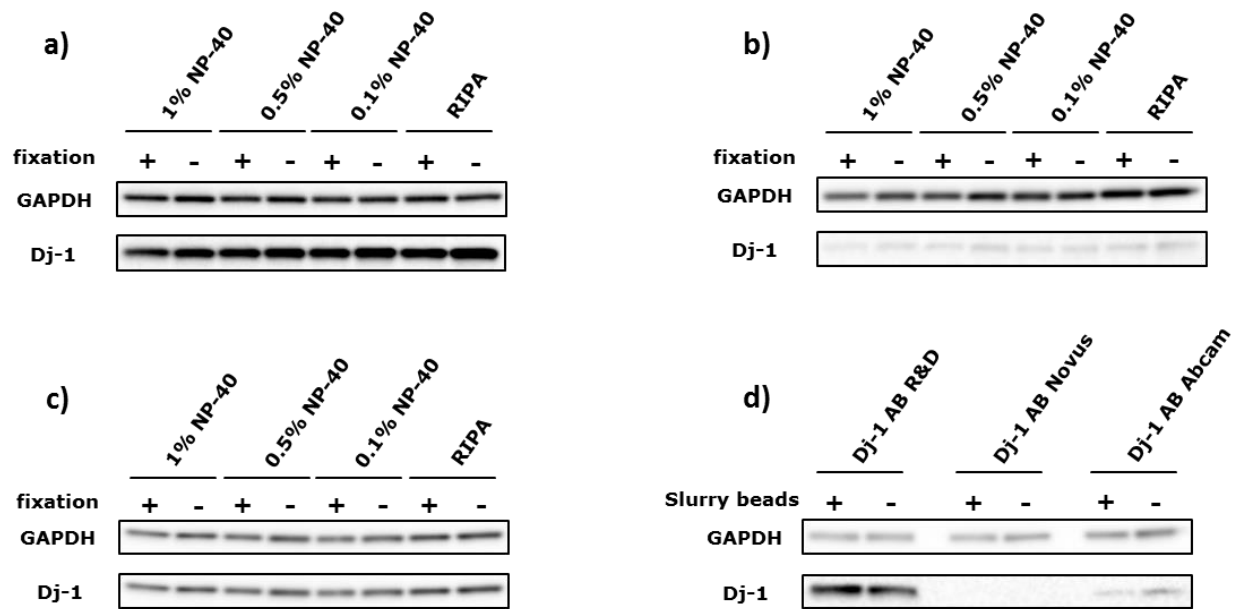 a)
1% NP-40 0.5% NP-40 0.1% NP-40 RIPA
fixation + - + - + - + -
GAPDH
Dj-1
b)
1% NP-40 0.5% NP-40 0.1% NP-40 RIPA
fixation + - + - + - + -
GAPDH
Dj-1
c)
1% NP-40 0.5% NP-40 0.1% NP-40 RIPA
fixation + - + - + - + -
GAPDH
Dj-1
d)
Dj-1 AB R&D Dj-1 AB Novus Dj-1 AB Abcam
Slurry beads + - + - + -
GAPDH
Dj-1